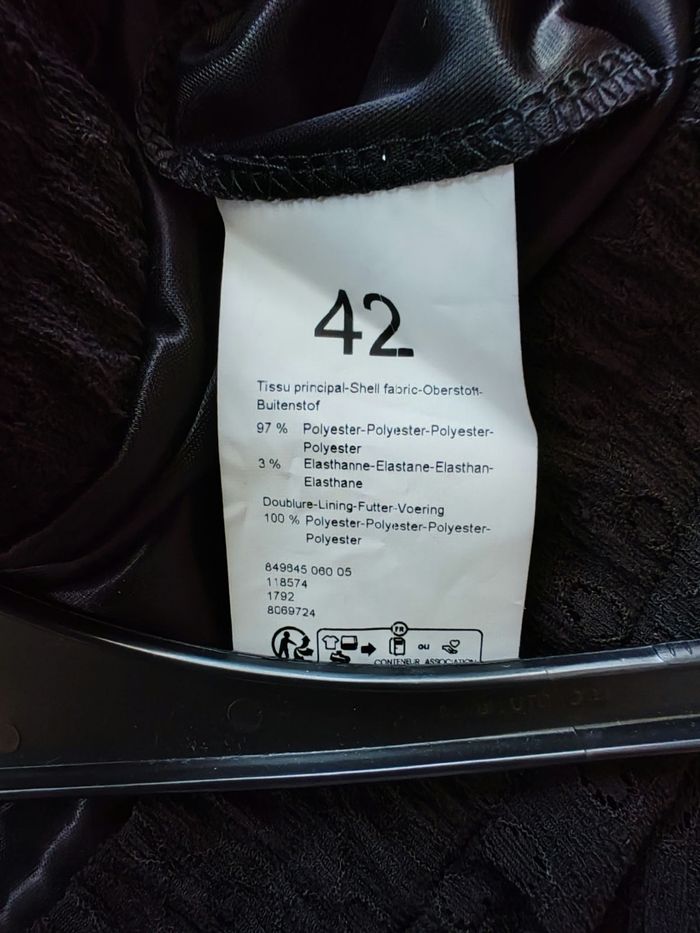 42
Tissu principal-Shell fabric-Oberstoff-
Buitenstof
97 % Polyester-Polyester-Polyester-
Polyester
3 % Elasthanne-Elastane-Elasthan-
Elasthane
Doublure-Lining-Futter-Voering
100 % Polyester-Polyester-Polyester-
Polyester
849845 060 05
118574
1792
8069724
FR
OU
CONTENEUR ASSOCIATION